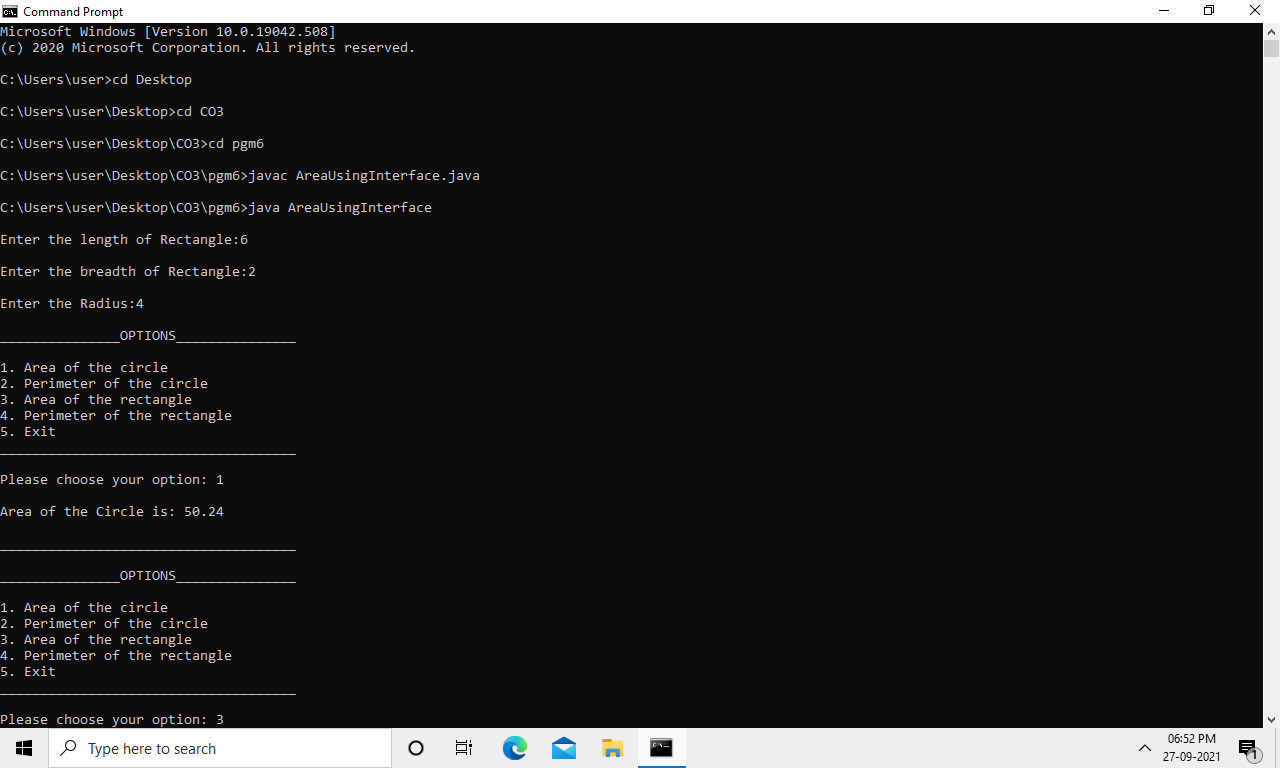 Command Prompt
Microsoft Windows [Version 10.0.19042.508]
(c) 2020 Microsoft Corporation. All rights reserved.
C:\Users\user>cd Desktop
C:\Users\user\Desktop>cd CO3
C:\Users\user\Desktop\CO3>cd pgm6
C:\Users\user\Desktop\CO3\pgm6>javac AreaUsingInterface.java
C:\Users\user\Desktop\CO3\pgm6>java AreaUsingInterface
Enter the length of Rectangle:6
Enter the breadth of Rectangle:2
Enter the Radius:4
_______________OPTIONS_______________
1. Area of the circle
2. Perimeter of the circle
3. Area of the rectangle
4. Perimeter of the rectangle
5. Exit
_____________________________________
Please choose your option: 1
Area of the Circle is: 50.24
_____________________________________
_______________OPTIONS_______________
1. Area of the circle
2. Perimeter of the circle
3. Area of the rectangle
4. Perimeter of the rectangle
5. Exit
_____________________________________
Please choose your option: 3
Type here to search
06:52 PM
27-09-2021
1